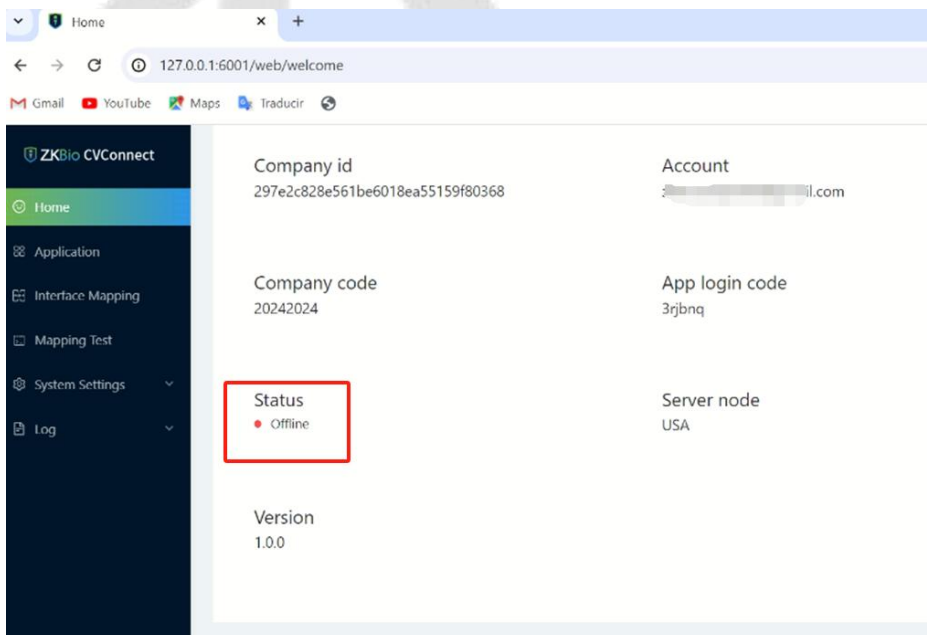 Home
127.0.0.1:6001/web/welcome
Gmail YouTube Maps Traducir
ZKBio CVConnect
Home
Application
Interface Mapping
Mapping Test
System Settings
Log
Company id
297e2c828e561be6018ea55159f80368
Account
il.com
Company code
20242024
App login code
3rjbnq
Status
Offline
Server node
USA
Version
1.0.0